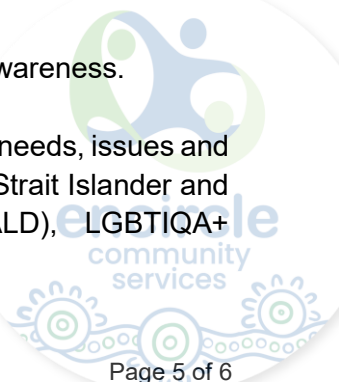 wareness.
needs, issues and
Strait Islander and
ALD), LGBTIQA+
encircle
community
services
Page 5 of 6